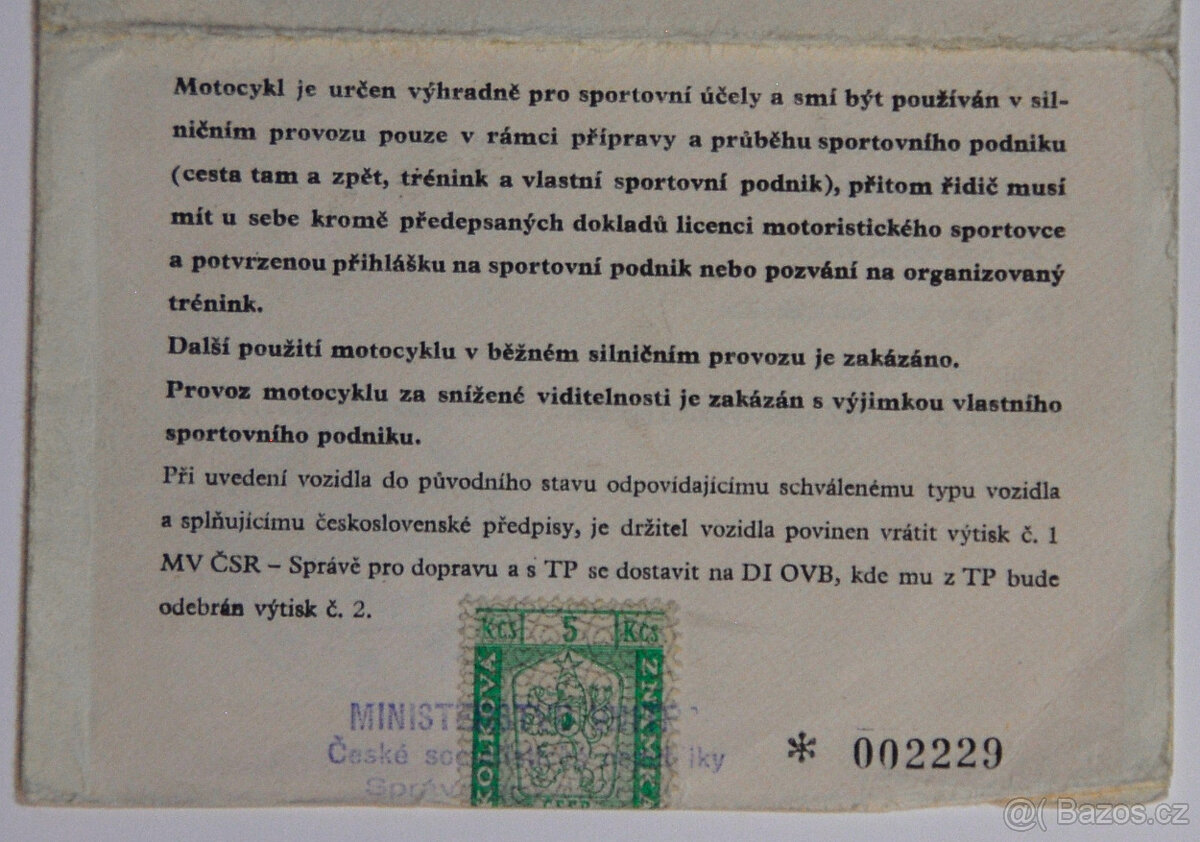 Motocykl je určen výhradně pro sportovní účely a smí být používán v sil-
ničním provozu pouze v rámci přípravy a průběhu sportovního podniku
(cesta tam a zpět, trénink a vlastní sportovní podnik), přitom řidič musí
mít u sebe kromě předepsaných dokladů licenci motoristického sportovce
a potvrzenou přihlášku na sportovní podnik nebo pozvání na organizovaný
trénink.
Další použití motocyklu v běžném silničním provozu je zakázáno.
Provoz motocyklu za snížené viditelnosti je zakázán s výjimkou vlastního
sportovního podniku.
Při uvedení vozidla do původního stavu odpovídajícímu schválenému typu vozidla
a splňujícímu československé předpisy, je držitel vozidla povinen vrátit výtisk č. 1
MV ČSR – Správě pro dopravu a s TP se dostavit na DI OVB, kde mu z TP bude
odebrán výtisk č. 2.
KČS 5 KČS
KOLKOVÁ
ZNÁMKA
České
* 002229
@( Bazos.cz